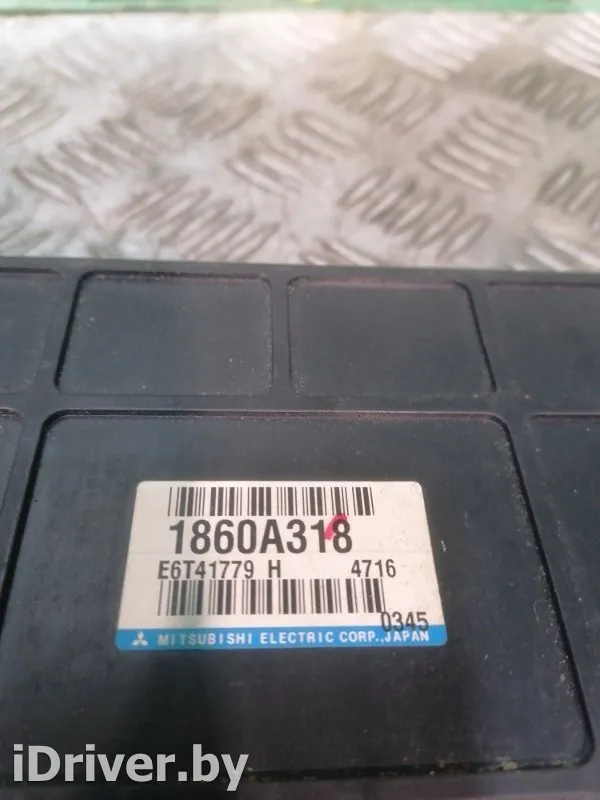 1860A318
E6T41779 H 4716
0345
MITSUBISHI ELECTRIC CORP.,JAPAN
iDriver.by